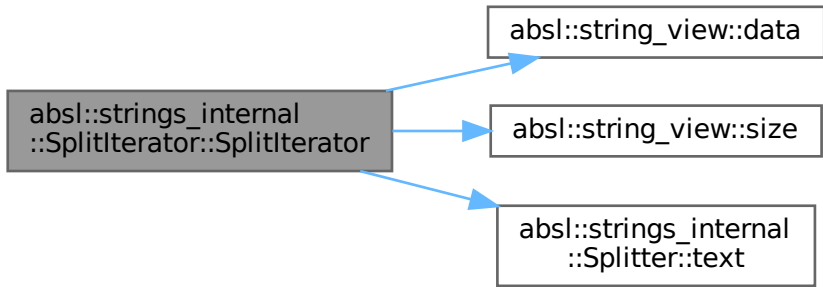 absl::string_view::data
absl::strings_internal
::SplitIterator::SplitIterator
absl::string_view::size
absl::strings_internal
::Splitter::text